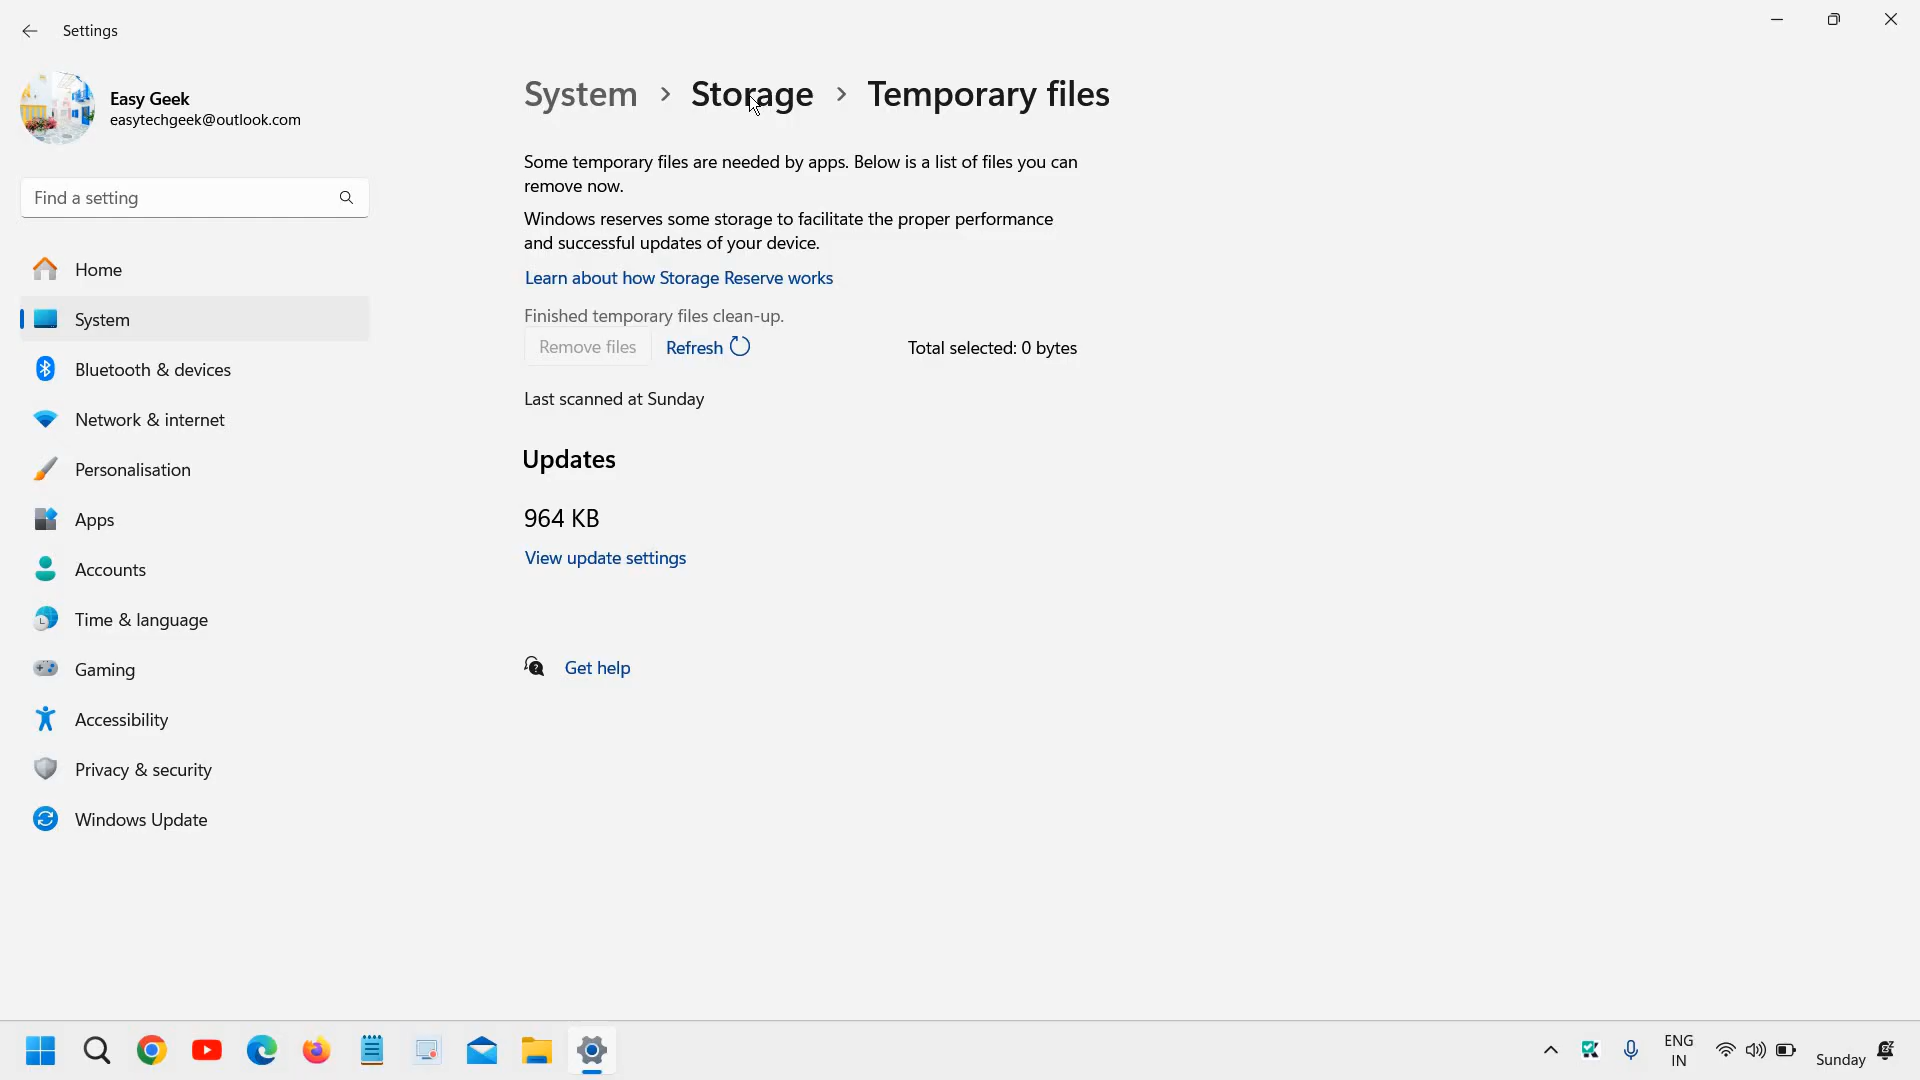 Settings
Easy Geek
easytechgeek@outlook.com
Find a setting
Home
System
Bluetooth & devices
Network & internet
Personalisation
Apps
Accounts
Time & language
Gaming
Accessibility
Privacy & security
Windows Update
System > Storage > Temporary files
Some temporary files are needed by apps. Below is a list of files you can
remove now.
Windows reserves some storage to facilitate the proper performance
and successful updates of your device.
Learn about how Storage Reserve works
Finished temporary files clean-up.
Remove files Refresh Total selected: 0 bytes
Last scanned at Sunday
Updates
964 KB
View update settings
Get help
ENG
IN
Sunday